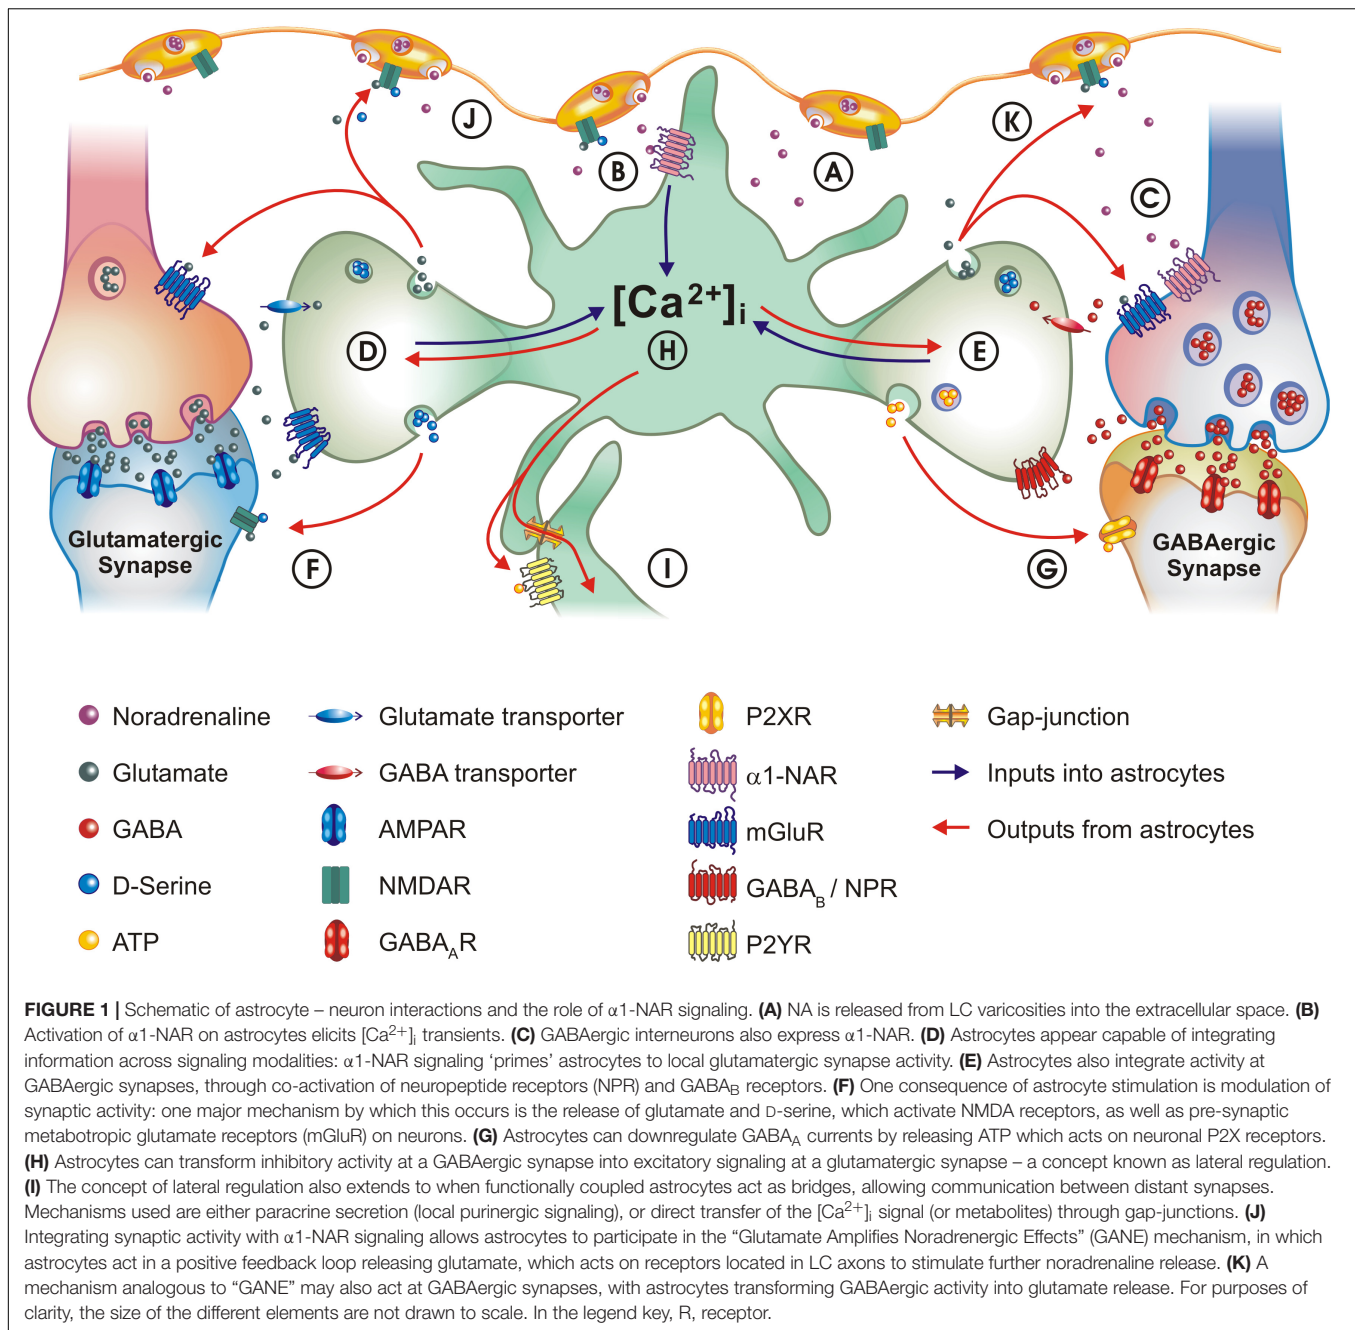 J
B
A
K
C
[Ca2+]i
D
H
E
Glutamatergic
Synapse
F
I
G
GABAergic
Synapse
Noradrenaline
Glutamate
GABA
D-Serine
ATP
Glutamate transporter
GABA transporter
AMPAR
NMDAR
GABAAR
P2XR
α1-NAR
mGluR
GABAB / NPR
P2YR
Gap-junction
Inputs into astrocytes
Outputs from astrocytes
FIGURE 1 | Schematic of astrocyte – neuron interactions and the role of α1-NAR signaling. (A) NA is released from LC varicosities into the extracellular space. (B)
Activation of α1-NAR on astrocytes elicits [Ca2+]i transients. (C) GABAergic interneurons also express α1-NAR. (D) Astrocytes appear capable of integrating
information across signaling modalities: α1-NAR signaling ‘primes’ astrocytes to local glutamatergic synapse activity. (E) Astrocytes also integrate activity at
GABAergic synapses, through co-activation of neuropeptide receptors (NPR) and GABAB receptors. (F) One consequence of astrocyte stimulation is modulation of
synaptic activity: one major mechanism by which this occurs is the release of glutamate and D-serine, which activate NMDA receptors, as well as pre-synaptic
metabotropic glutamate receptors (mGluR) on neurons. (G) Astrocytes can downregulate GABAA currents by releasing ATP which acts on neuronal P2X receptors.
(H) Astrocytes can transform inhibitory activity at a GABAergic synapse into excitatory signaling at a glutamatergic synapse – a concept known as lateral regulation.
(I) The concept of lateral regulation also extends to when functionally coupled astrocytes act as bridges, allowing communication between distant synapses.
Mechanisms used are either paracrine secretion (local purinergic signaling), or direct transfer of the [Ca2+]i signal (or metabolites) through gap-junctions. (J)
Integrating synaptic activity with α1-NAR signaling allows astrocytes to participate in the “Glutamate Amplifies Noradrenergic Effects” (GANE) mechanism, in which
astrocytes act in a positive feedback loop releasing glutamate, which acts on receptors located in LC axons to stimulate further noradrenaline release. (K) A
mechanism analogous to “GANE” may also act at GABAergic synapses, with astrocytes transforming GABAergic activity into glutamate release. For purposes of
clarity, the size of the different elements are not drawn to scale. In the legend key, R, receptor.